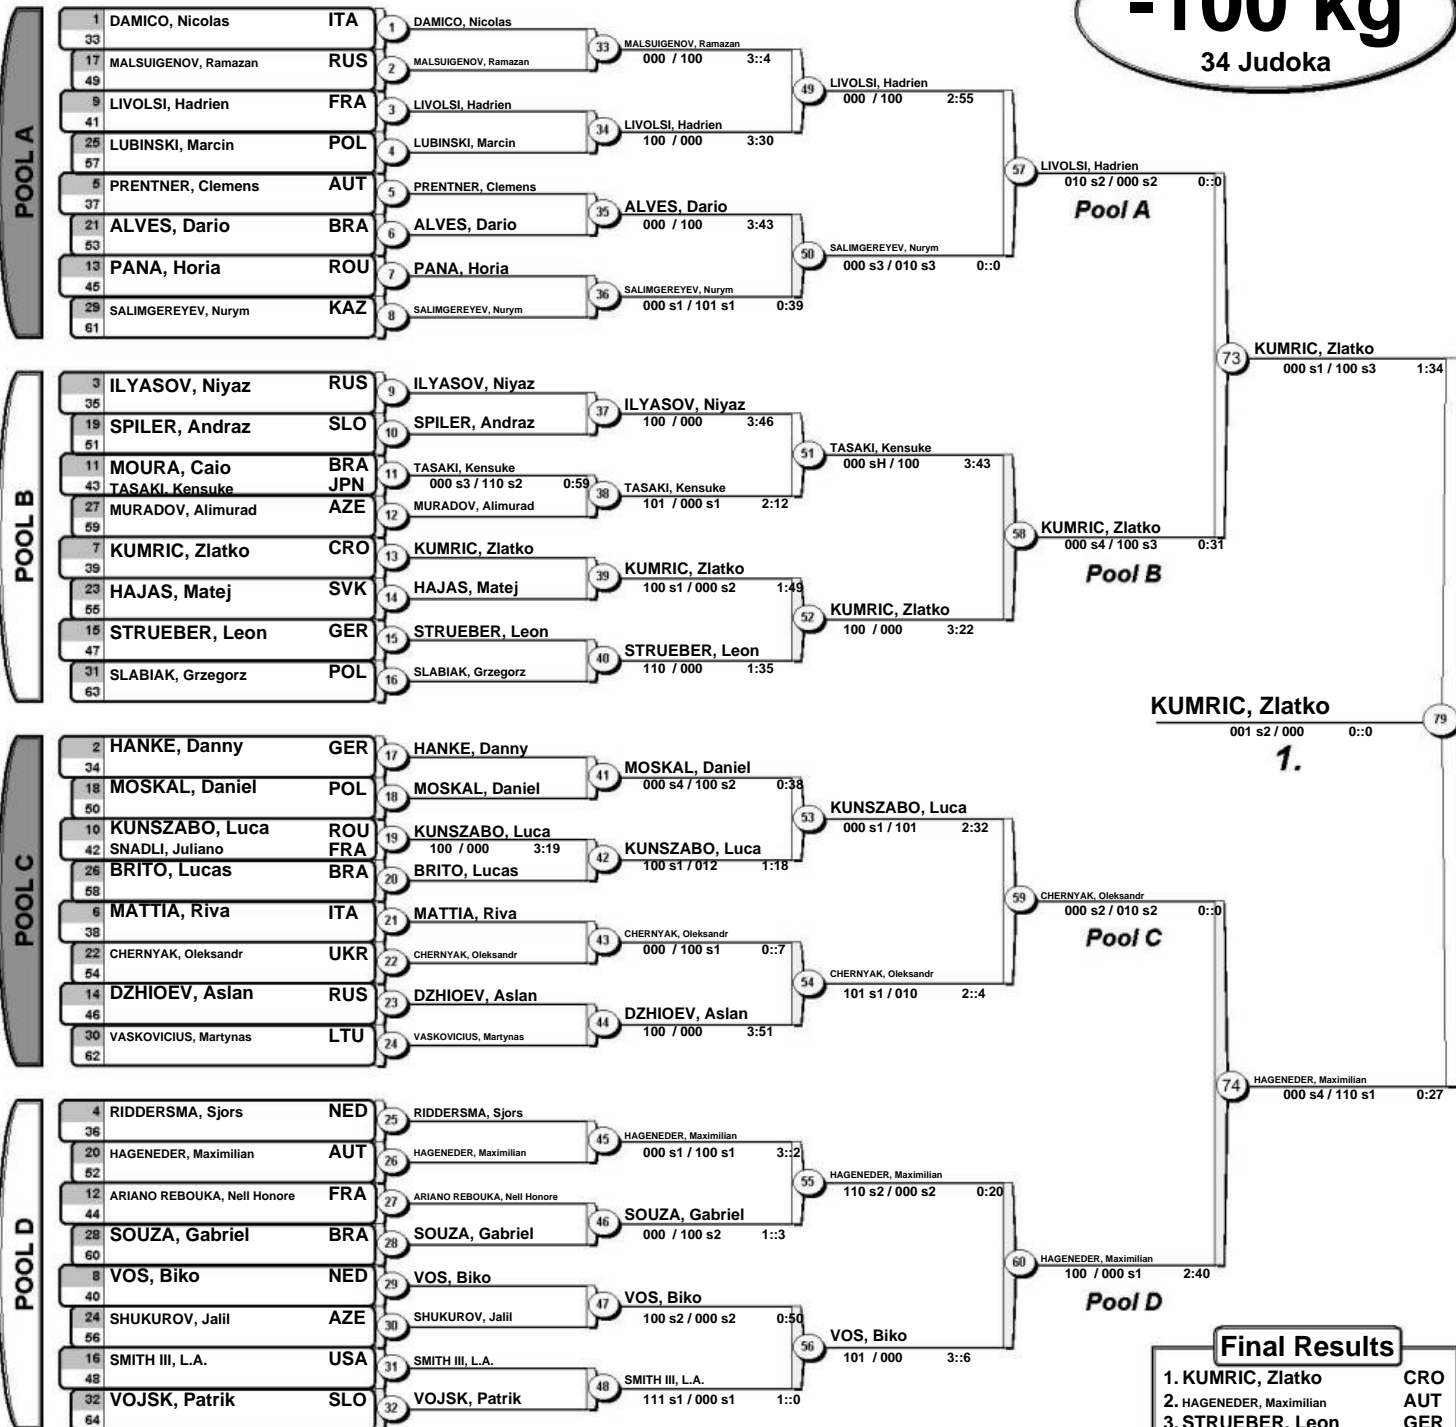 -100 kg
34 Judoka
POOL A
1 DAMICO, Nicolas ITA
33
17 MALSUIGENOV, Ramazan RUS
49
9 LIVOLSI, Hadrien FRA
41
25 LUBINSKI, Marcin POL
57
5 PRENTNER, Clemens AUT
37
21 ALVES, Dario BRA
53
13 PANA, Horia ROU
45
29 SALIMGEREYEV, Nurym KAZ
61
1 DAMICO, Nicolas
2 MALSUIGENOV, Ramazan
3 LIVOLSI, Hadrien
4 LUBINSKI, Marcin
5 PRENTNER, Clemens
6 ALVES, Dario
7 PANA, Horia
8 SALIMGEREYEV, Nurym
33 MALSUIGENOV, Ramazan
000 / 100 3::4
34 LIVOLSI, Hadrien
100 / 000 3:30
35 ALVES, Dario
000 / 100 3:43
36 SALIMGEREYEV, Nurym
000 s1 / 101 s1 0:39
49 LIVOLSI, Hadrien
000 / 100 2:55
50 SALIMGEREYEV, Nurym
000 s3 / 010 s3 0::0
57 LIVOLSI, Hadrien
010 s2 / 000 s2 0::0
Pool A
POOL B
3 ILYASOV, Niyaz RUS
35
19 SPILER, Andraz SLO
51
11 MOURA, Caio BRA
43 TASAKI, Kensuke JPN
27 MURADOV, Alimurad AZE
59
7 KUMRIC, Zlatko CRO
39
23 HAJAS, Matej SVK
55
15 STRUEBER, Leon GER
47
31 SLABIAK, Grzegorz POL
63
9 ILYASOV, Niyaz
10 SPILER, Andraz
11 TASAKI, Kensuke
000 s3 / 110 s2 0:59
12 MURADOV, Alimurad
13 KUMRIC, Zlatko
14 HAJAS, Matej
15 STRUEBER, Leon
16 SLABIAK, Grzegorz
37 ILYASOV, Niyaz
100 / 000 3:46
38 TASAKI, Kensuke
101 / 000 s1 2:12
39 KUMRIC, Zlatko
100 s1 / 000 s2 1:49
40 STRUEBER, Leon
110 / 000 1:35
51 TASAKI, Kensuke
000 sH / 100 3:43
52 KUMRIC, Zlatko
100 / 000 3:22
58 KUMRIC, Zlatko
000 s4 / 100 s3 0:31
Pool B
73 KUMRIC, Zlatko
000 s1 / 100 s3 1:34
KUMRIC, Zlatko 79
001 s2 / 000 0::0
1.
POOL C
2 HANKE, Danny GER
34
18 MOSKAL, Daniel POL
50
10 KUNSZABO, Luca ROU
42 SNADLI, Juliano FRA
26 BRITO, Lucas BRA
58
6 MATTIA, Riva ITA
38
22 CHERNYAK, Oleksandr UKR
54
14 DZHIOEV, Aslan RUS
46
30 VASKOVICIUS, Martynas LTU
62
17 HANKE, Danny
18 MOSKAL, Daniel
19 KUNSZABO, Luca
100 / 000 3:19
20 BRITO, Lucas
21 MATTIA, Riva
22 CHERNYAK, Oleksandr
23 DZHIOEV, Aslan
24 VASKOVICIUS, Martynas
41 MOSKAL, Daniel
000 s4 / 100 s2 0:38
42 KUNSZABO, Luca
100 s1 / 012 1:18
43 CHERNYAK, Oleksandr
000 / 100 s1 0::7
44 DZHIOEV, Aslan
100 / 000 3:51
53 KUNSZABO, Luca
000 s1 / 101 2:32
54 CHERNYAK, Oleksandr
101 s1 / 010 2::4
59 CHERNYAK, Oleksandr
000 s2 / 010 s2 0::0
Pool C
74 HAGENEDER, Maximilian
000 s4 / 110 s1 0:27
POOL D
4 RIDDERSMA, Sjors NED
36
20 HAGENEDER, Maximilian AUT
52
12 ARIANO REBOUKA, Nell Honore FRA
44
28 SOUZA, Gabriel BRA
60
8 VOS, Biko NED
40
24 SHUKUROV, Jalil AZE
56
16 SMITH III, L.A. USA
48
32 VOJSK, Patrik SLO
64
25 RIDDERSMA, Sjors
26 HAGENEDER, Maximilian
27 ARIANO REBOUKA, Nell Honore
28 SOUZA, Gabriel
29 VOS, Biko
30 SHUKUROV, Jalil
31 SMITH III, L.A.
32 VOJSK, Patrik
45 HAGENEDER, Maximilian
000 s1 / 100 s1 3::2
46 SOUZA, Gabriel
000 / 100 s2 1::3
47 VOS, Biko
100 s2 / 000 s2 0:50
48 SMITH III, L.A.
111 s1 / 000 s1 1::0
55 HAGENEDER, Maximilian
110 s2 / 000 s2 0:20
56 VOS, Biko
101 / 000 3::6
60 HAGENEDER, Maximilian
100 / 000 s1 2:40
Pool D
Final Results
1. KUMRIC, Zlatko CRO
2. HAGENEDER, Maximilian AUT
3. STRUEBER, Leon GER